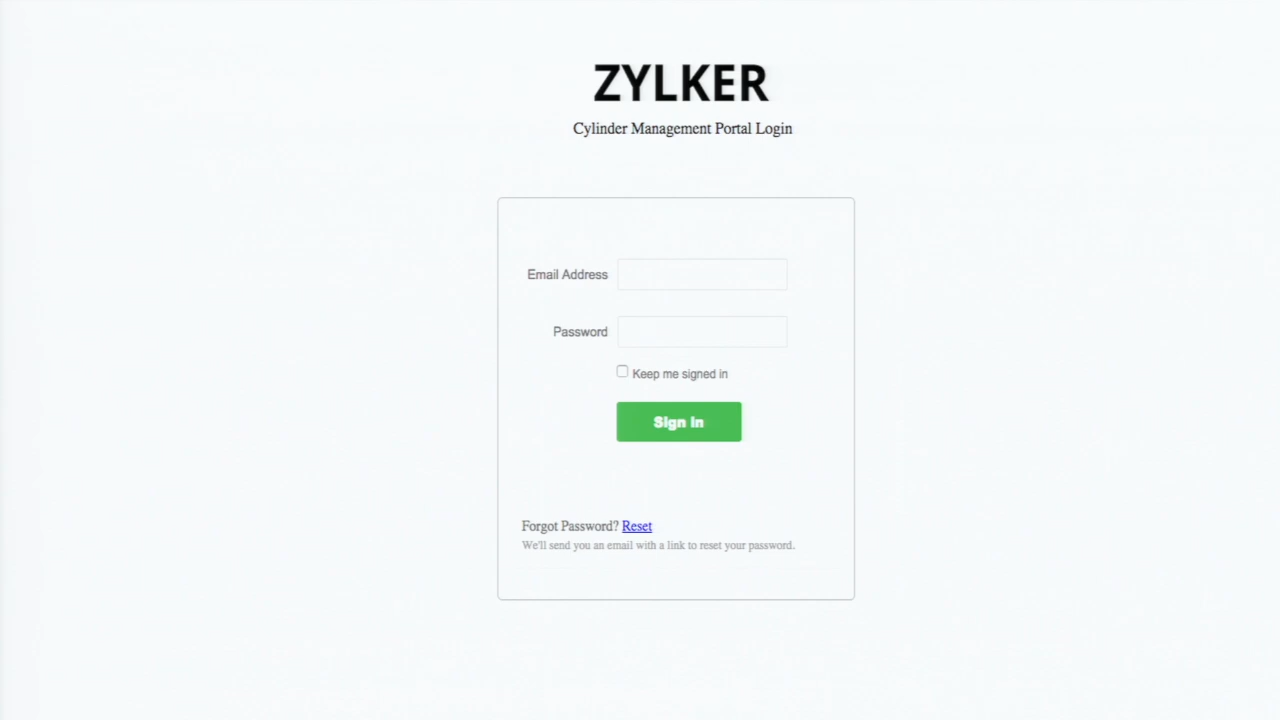 ZYLKER
Cylinder Management Portal Login
Email Address
Password
Keep me signed in
Sign in
Forgot Password? Reset
We'll send you an email with a link to reset your password.